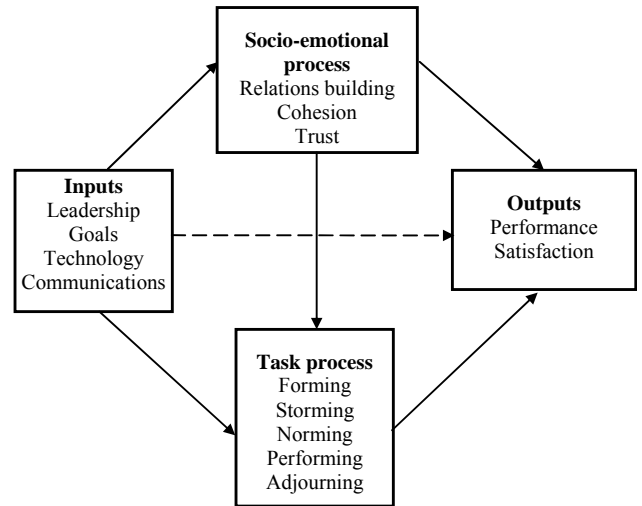 Socio-emotional
process
Relations building
Cohesion
Trust
Inputs
Leadership
Goals
Technology
Communications
Outputs
Performance
Satisfaction
Task process
Forming
Storming
Norming
Performing
Adjourning